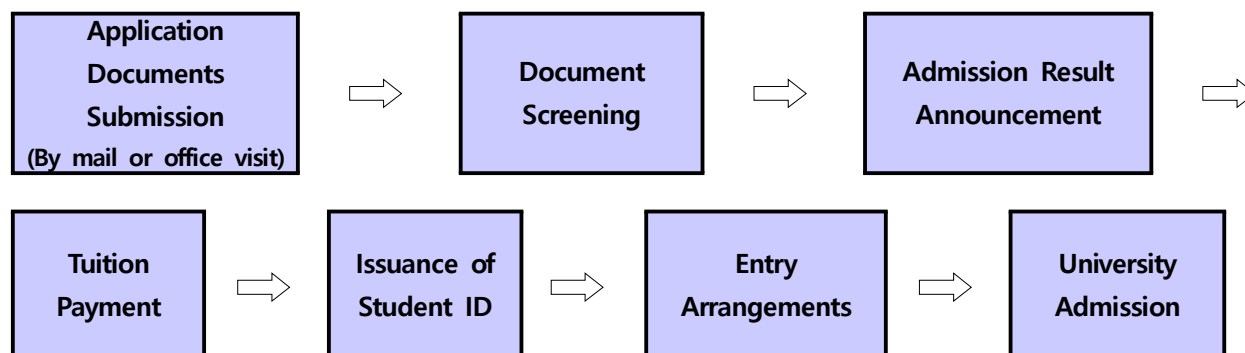 Application
Documents
Submission
(By mail or office visit)
Document
Screening
Admission Result
Announcement
Tuition
Payment
Issuance of
Student ID
Entry
Arrangements
University
Admission